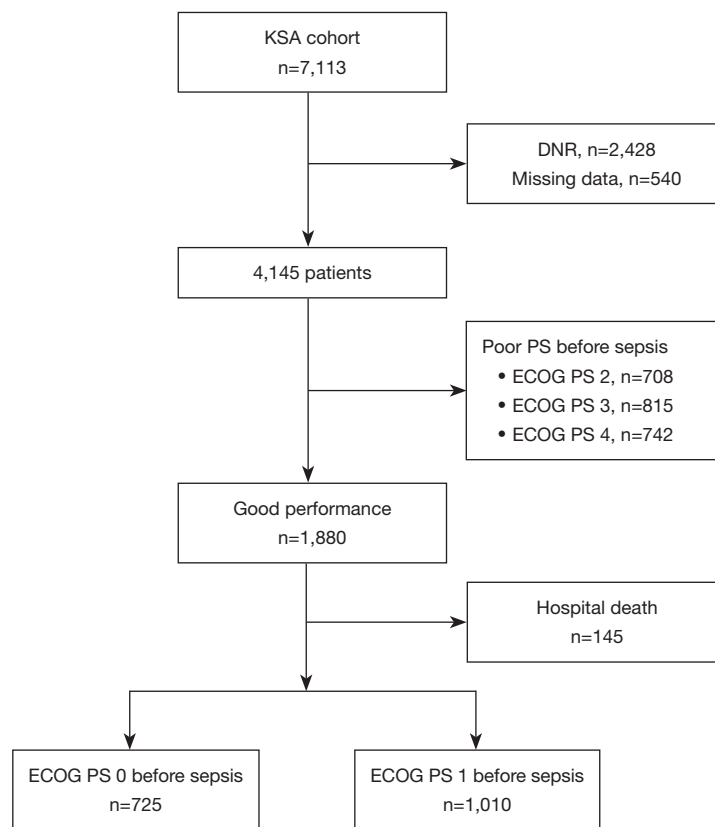 KSA cohort
n=7,113
DNR, n=2,428
Missing data, n=540
4,145 patients
Poor PS before sepsis
• ECOG PS 2, n=708
• ECOG PS 3, n=815
• ECOG PS 4, n=742
Good performance
n=1,880
Hospital death
n=145
ECOG PS 0 before sepsis
n=725
ECOG PS 1 before sepsis
n=1,010